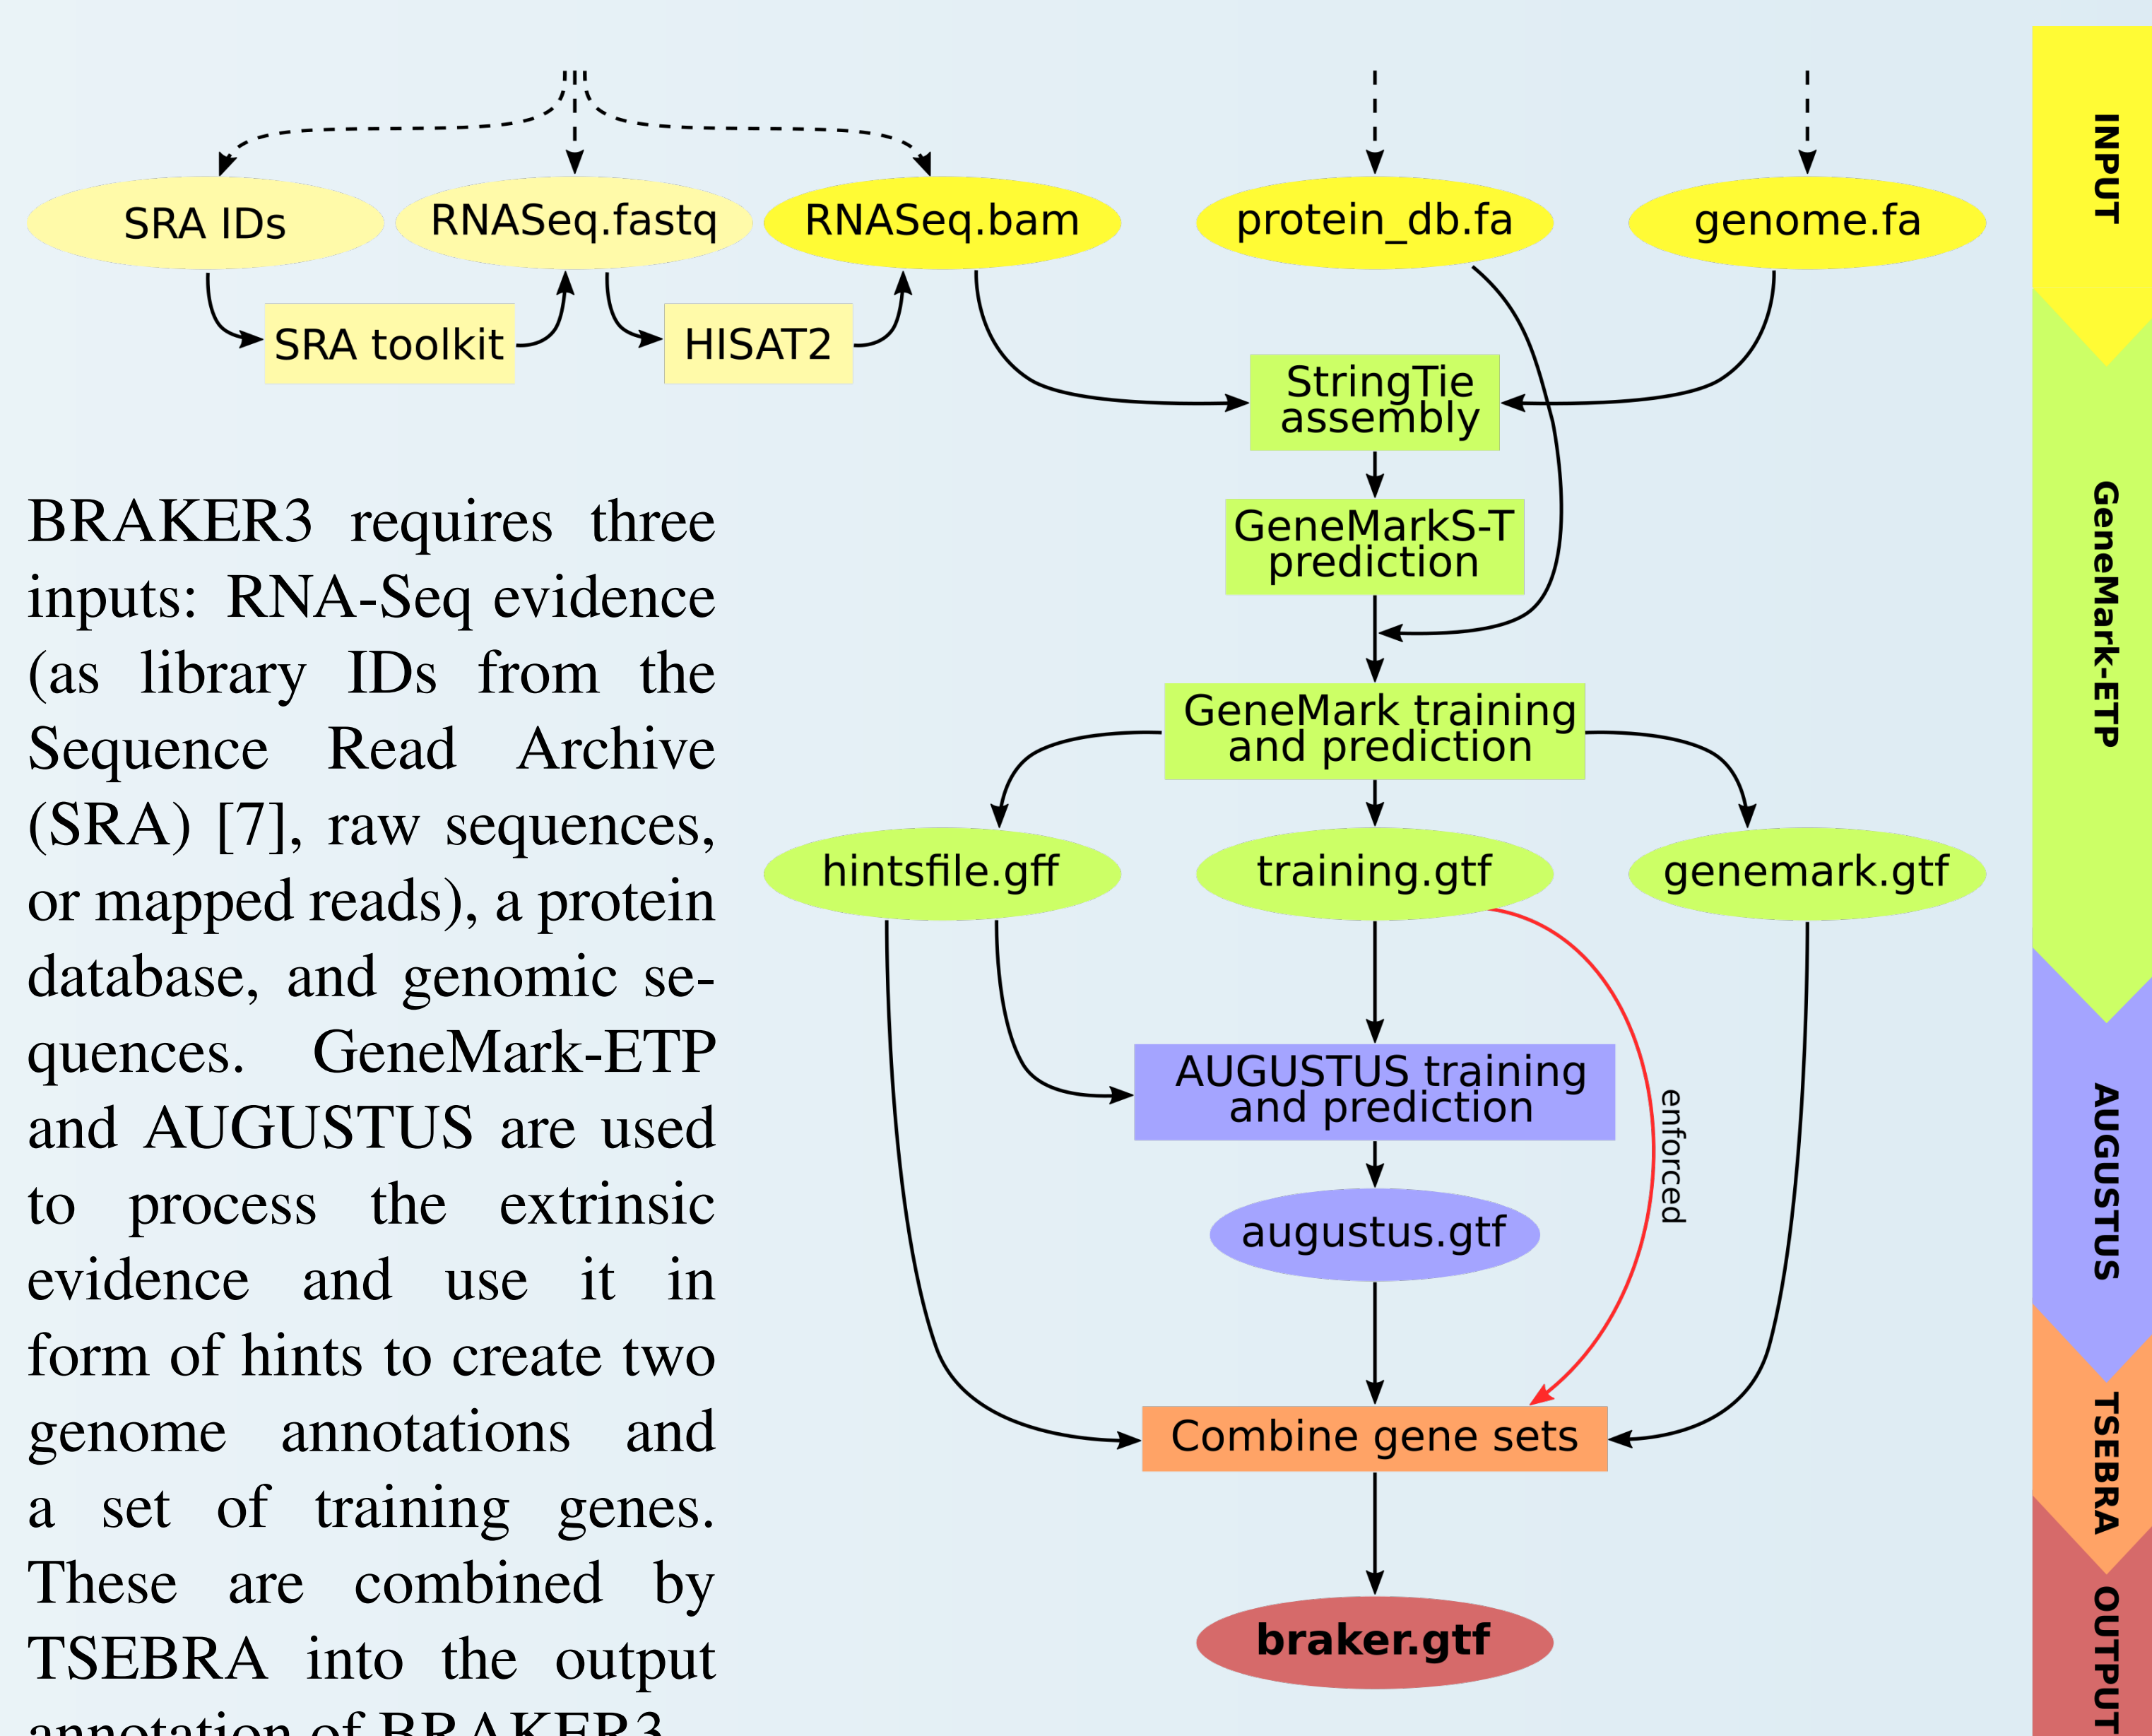 SRA IDs
RNASeq.fastq
RNASeq.bam
protein_db.fa
genome.fa
SRA toolkit
HISAT2
StringTie
assembly
GeneMarkS-T
prediction
GeneMark training
and prediction
hintsfile.gff
training.gtf
genemark.gtf
AUGUSTUS training
and prediction
enforced
augustus.gtf
Combine gene sets
braker.gtf
BRAKER3 requires three
inputs: RNA-Seq evidence
(as library IDs from the
Sequence Read Archive
(SRA) [7], raw sequences,
or mapped reads), a protein
database, and genomic se-
quences. GeneMark-ETP
and AUGUSTUS are used
to process the extrinsic
evidence and use it in
form of hints to create two
genome annotations and
a set of training genes.
These are combined by
TSEBRA into the output
annotation of BRAKER3.
INPUT
GeneMark-ETP
AUGUSTUS
TSEBRA
OUTPUT